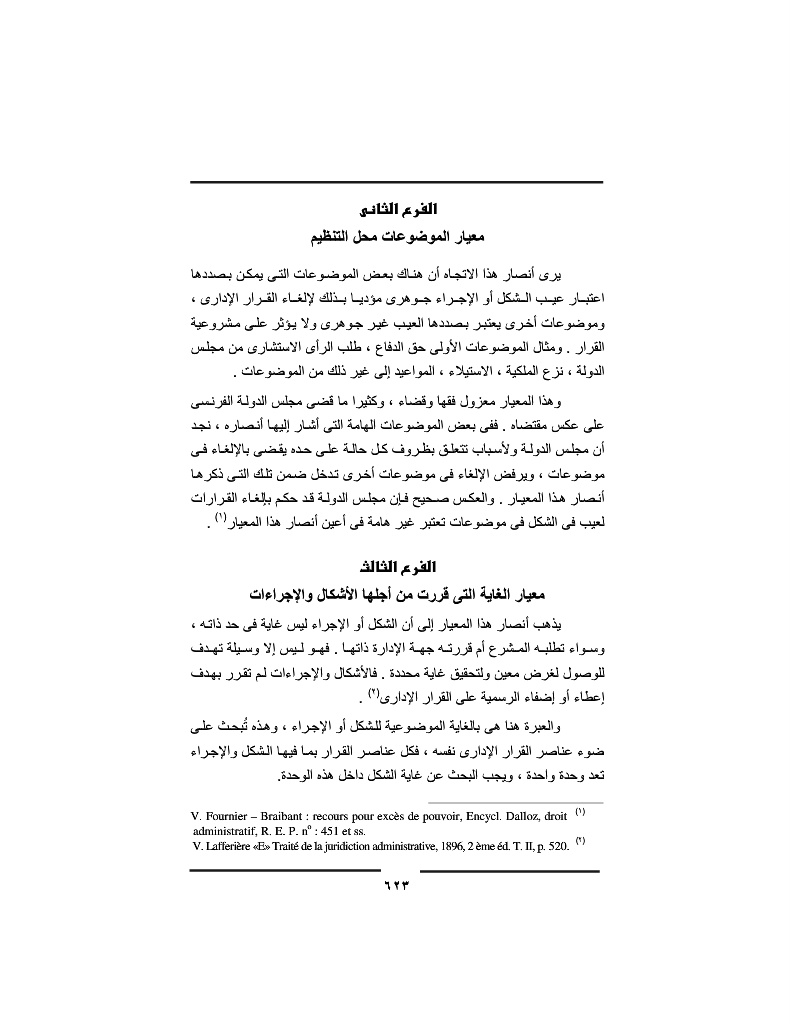 الفرع الثانى
معيار الموضوعات محل التنظيم
يرى أنصار هذا الاتجاه أن هناك بعض الموضوعات التى يمكن بصددها
اعتبار عيب الشكل أو الإجراء جوهرى مؤديا بذلك لإلغاء القرار الإدارى ،
وموضوعات أخرى يعتبر بصددها العيب غير جوهرى ولا يؤثر على مشروعية
القرار . ومثال الموضوعات الأولى حق الدفاع ، طلب الرأى الاستشارى من مجلس
الدولة ، نزع الملكية ، الاستيلاء ، المواعيد إلى غير ذلك من الموضوعات .
وهذا المعيار معزول فقها وقضاء ، وكثيرا ما قضى مجلس الدولة الفرنسى
على عكس مقتضاه . ففى بعض الموضوعات الهامة التى أشار إليها أنصاره ، نجد
أن مجلس الدولة ولأسباب تتعلق بظروف كل حالة على حده يقضى بالإلغاء فى
موضوعات ، ويرفض الإلغاء فى موضوعات أخرى تدخل ضمن تلك التى ذكرها
أنصار هذا المعيار . والعكس صحيح فإن مجلس الدولة قد حكم بإلغاء القرارات
لعيب فى الشكل فى موضوعات تعتبر غير هامة فى أعين أنصار هذا المعيار(١) .
الفرع الثالث
معيار الغاية التى قررت من أجلها الأشكال والإجراءات
يذهب أنصار هذا المعيار إلى أن الشكل أو الإجراء ليس غاية فى حد ذاته ،
وسواء تطلبه المشرع أم قررته جهة الإدارة ذاتها . فهو ليس إلا وسيلة تهدف
للوصول لغرض معين ولتحقيق غاية محددة . فالأشكال والإجراءات لم تقرر بهدف
إعطاء أو إضفاء الرسمية على القرار الإدارى(٢) .
والعبرة هنا هى بالغاية الموضوعية للشكل أو الإجراء ، وهذه تُبحث على
ضوء عناصر القرار الإدارى نفسه ، فكل عناصر القرار بما فيها الشكل والإجراء
تعد وحدة واحدة ، ويجب البحث عن غاية الشكل داخل هذه الوحدة.
V. Fournier – Braibant : recours pour excès de pouvoir, Encycl. Dalloz, droit (١)
administratif, R. E. P. nº : 451 et ss.
V. Lafferière «E» Traité de la juridiction administrative, 1896, 2 ème éd. T. II, p. 520. (٢)
٦٢٣